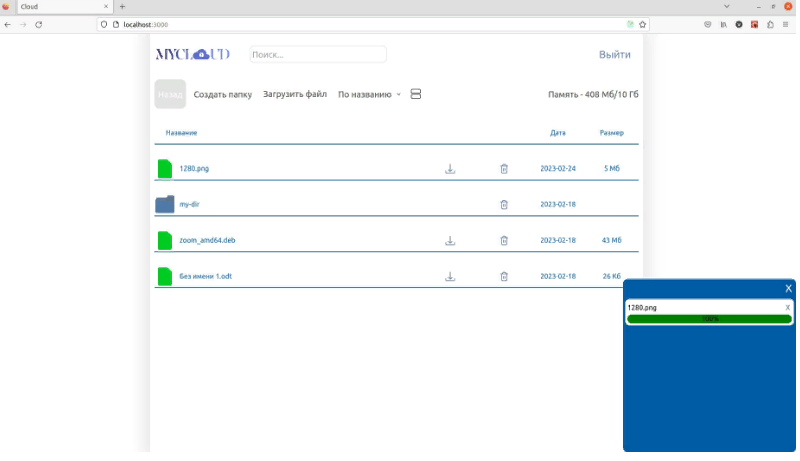 Cloud
localhost:3000
MYCLOUD Поиск... Выйти
Назад Создать папку Загрузить файл По названию Память - 408 Мб/10 Гб
Название Дата Размер
1280.png 2023-02-24 5 Мб
my-dir 2023-02-18
zoom_amd64.deb 2023-02-18 43 Мб
Без имени 1.odt 2023-02-18 26 Кб
X
1280.png X
100%